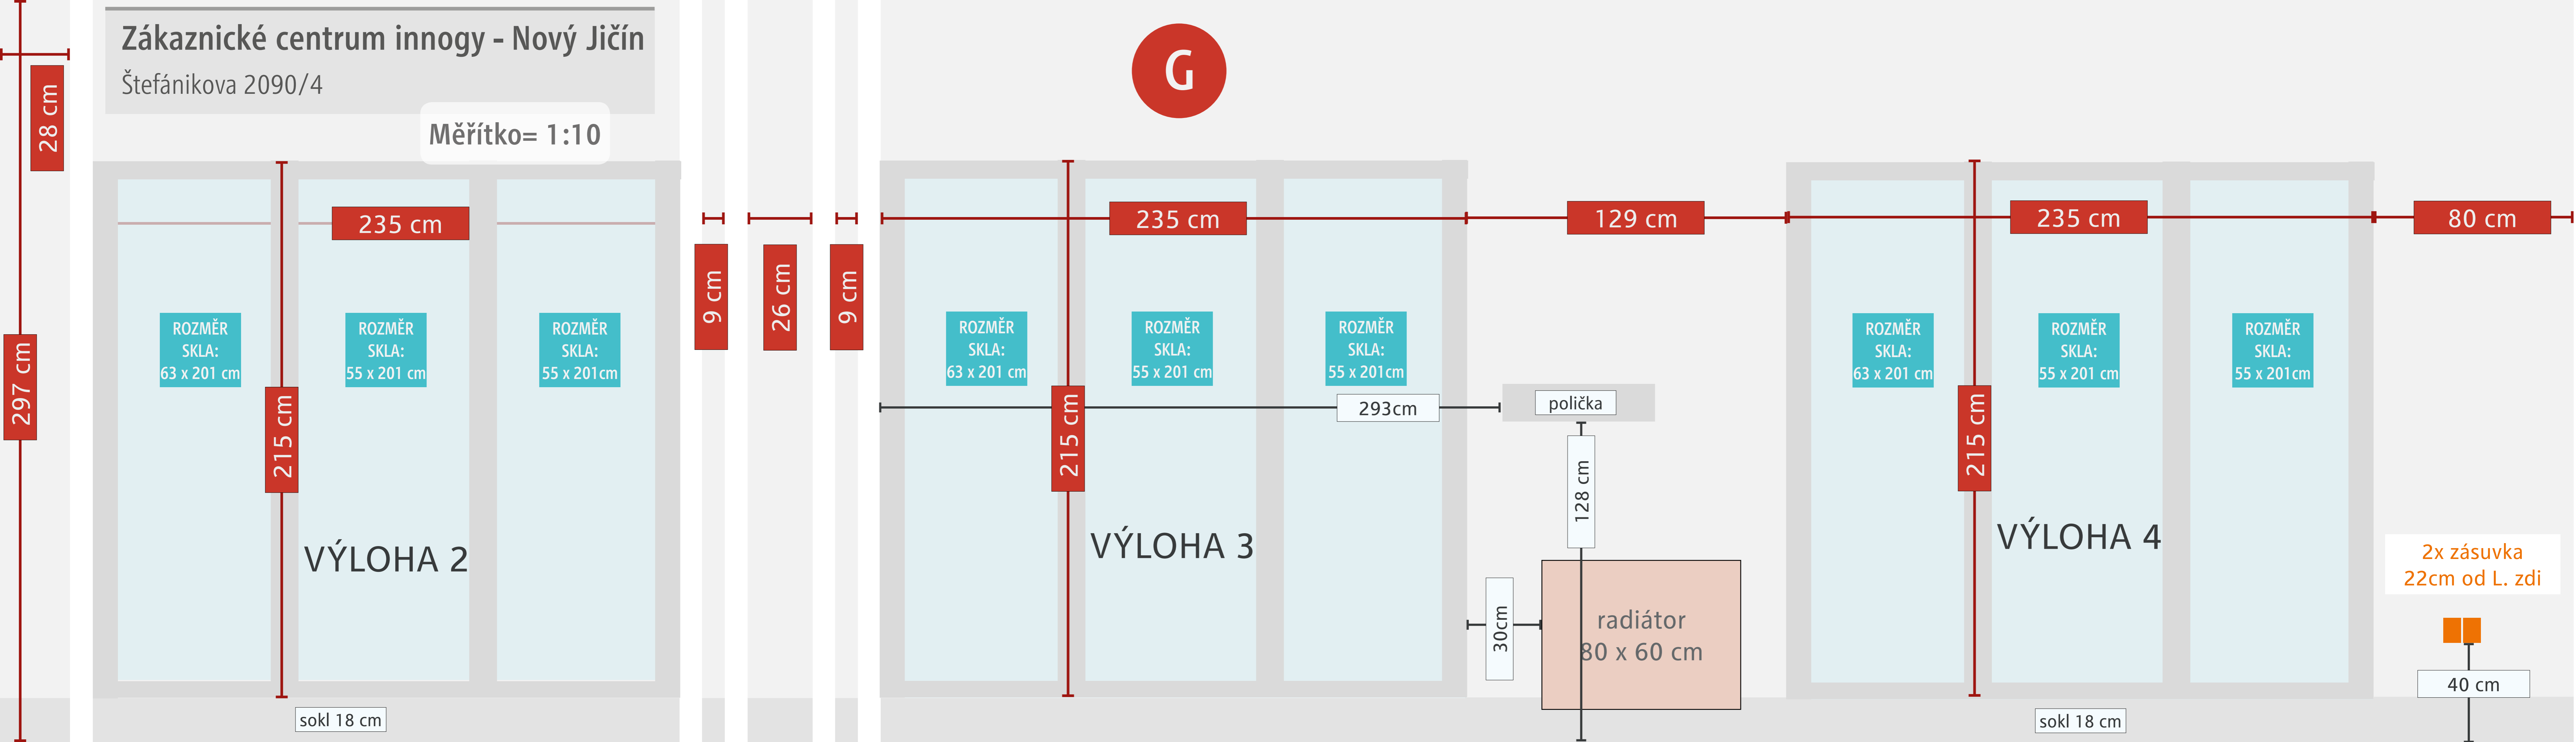 Zákaznické centrum innogy - Nový Jičín
Štefánikova 2090/4
Měřítko= 1:10
G
28 cm
297 cm
235 cm
ROZMĚR
SKLA:
63 x 201 cm
ROZMĚR
SKLA:
55 x 201 cm
ROZMĚR
SKLA:
55 x 201cm
215 cm
VÝLOHA 2
sokl 18 cm
9 cm
26 cm
9 cm
235 cm
ROZMĚR
SKLA:
63 x 201 cm
ROZMĚR
SKLA:
55 x 201 cm
ROZMĚR
SKLA:
55 x 201cm
293cm
215 cm
VÝLOHA 3
129 cm
polička
128 cm
30cm
radiátor
80 x 60 cm
235 cm
ROZMĚR
SKLA:
63 x 201 cm
ROZMĚR
SKLA:
55 x 201 cm
ROZMĚR
SKLA:
55 x 201cm
215 cm
VÝLOHA 4
sokl 18 cm
80 cm
2x zásuvka
22cm od L. zdi
40 cm